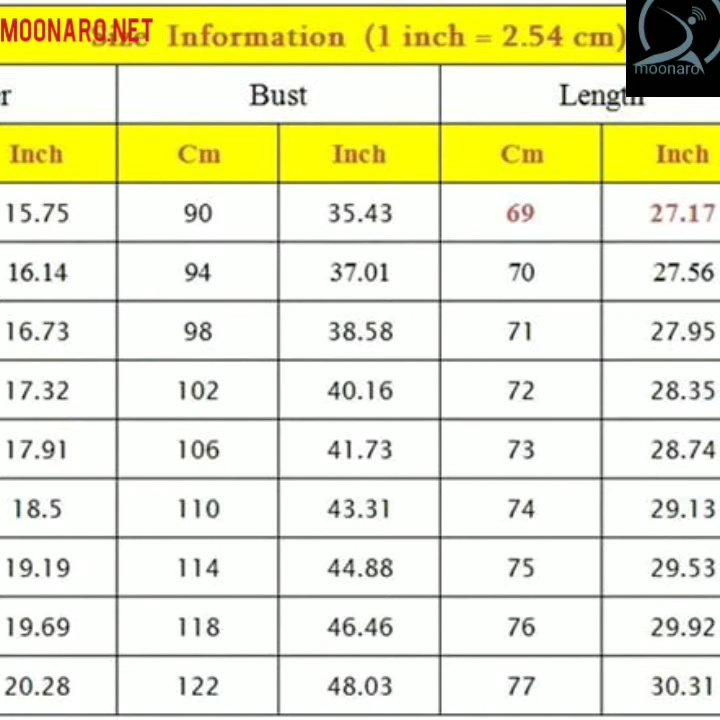 MOONARO.NET Size Information (1 inch = 2.54 cm)
moonaro
r Bust Length
Inch Cm Inch Cm Inch
15.75 90 35.43 69 27.17
16.14 94 37.01 70 27.56
16.73 98 38.58 71 27.95
17.32 102 40.16 72 28.35
17.91 106 41.73 73 28.74
18.5 110 43.31 74 29.13
19.19 114 44.88 75 29.53
19.69 118 46.46 76 29.92
20.28 122 48.03 77 30.31